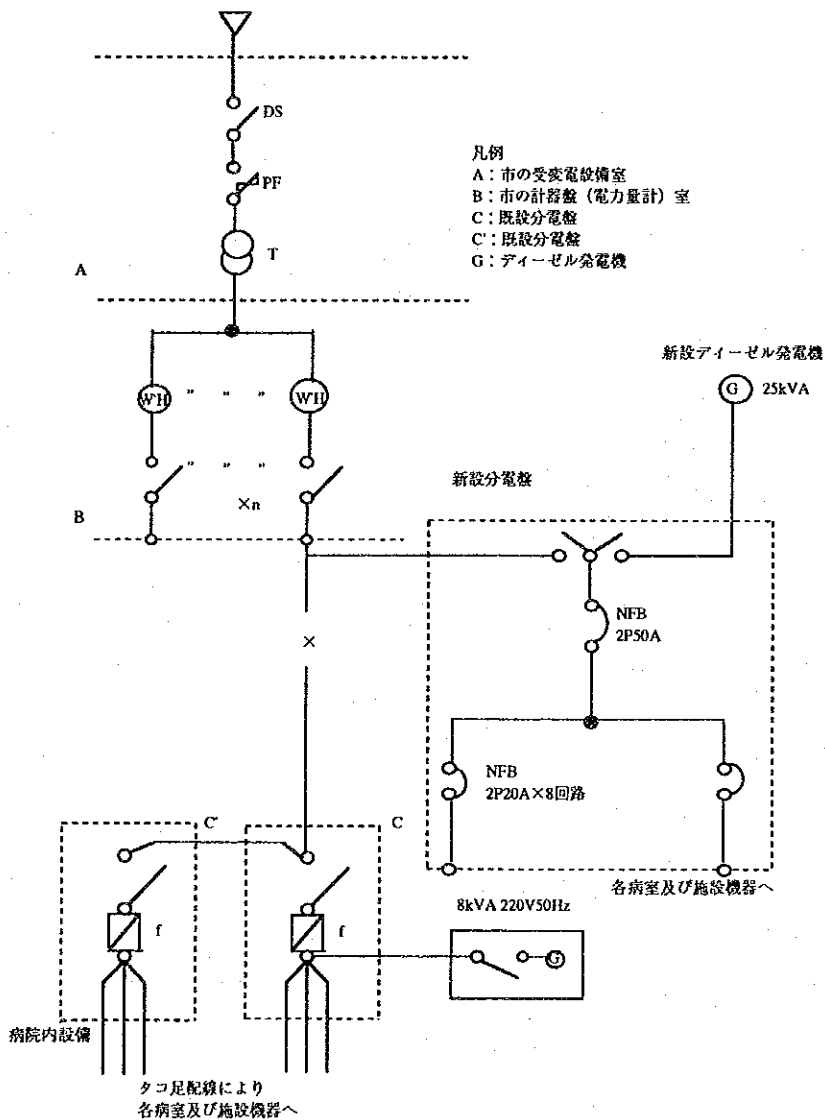 DS
PF
T
A
凡例
A：市の受変電設備室
B：市の計器盤（電力量計）室
C：既設分電盤
C'：既設分電盤
G：ディーゼル発電機
新設ディーゼル発電機
G 25kVA
WH 〃 〃 〃 WH
〃 〃 〃
×n
B
新設分電盤
NFB
2P50A
×
NFB
2P20A×8回路
C'
C
各病室及び施設機器へ
8kVA 220V50Hz
f
f
G
病院内設備
タコ足配線により
各病室及び施設機器へ